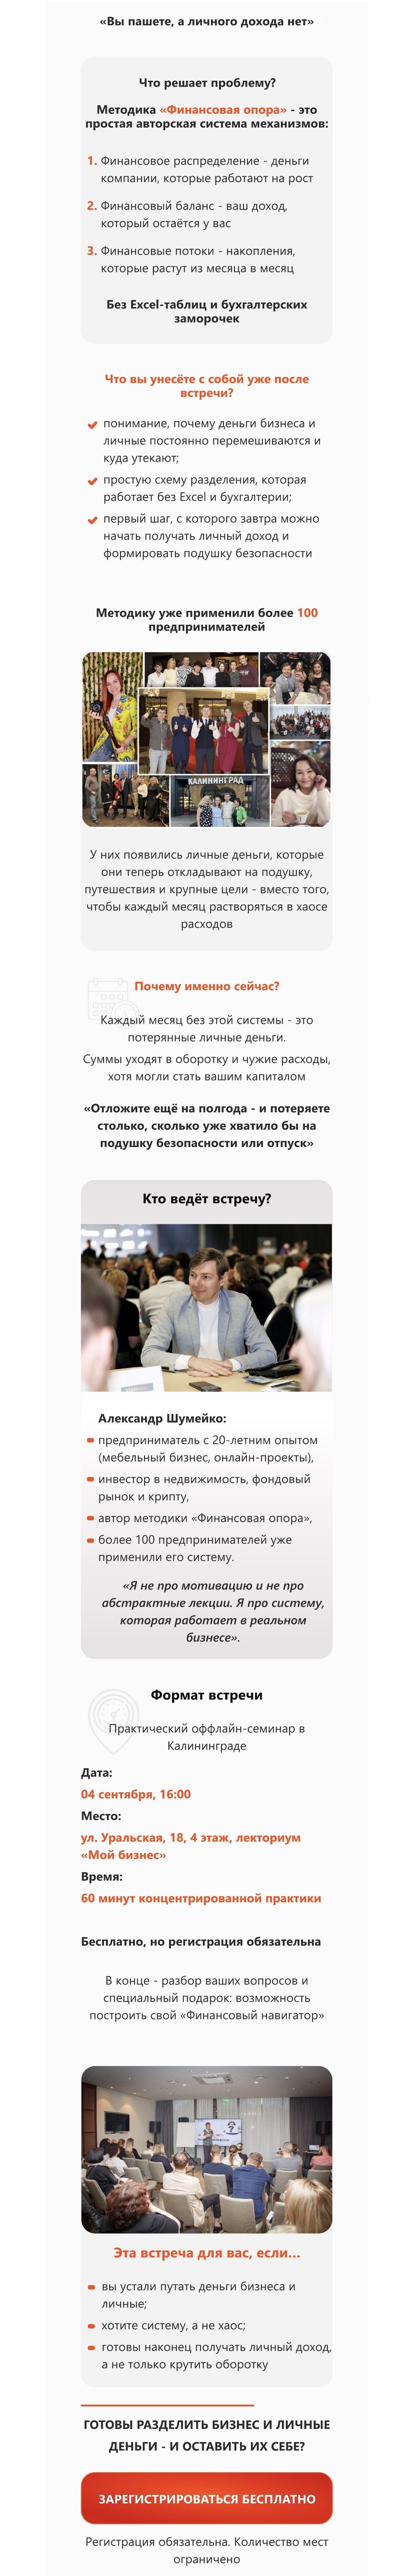 «Вы пашете, а личного дохода нет»
Что решает проблему?
Методика «Финансовая опора» - это
простая авторская система механизмов:
1. Финансовое распределение - деньги
компании, которые работают на рост
2. Финансовый баланс - ваш доход,
который остаётся у вас
3. Финансовые потоки - накопления,
которые растут из месяца в месяц
Без Excel-таблиц и бухгалтерских
заморочек
Что вы унесёте с собой уже после
встречи?
понимание, почему деньги бизнеса и
личные постоянно перемешиваются и
куда утекают;
простую схему разделения, которая
работает без Excel и бухгалтерии;
первый шаг, с которого завтра можно
начать получать личный доход и
формировать подушку безопасности
Методику уже применили более 100
предпринимателей
КАЛИНИНГРАД
У них появились личные деньги, которые
они теперь откладывают на подушку,
путешествия и крупные цели - вместо того,
чтобы каждый месяц растворяться в хаосе
расходов
Почему именно сейчас?
Каждый месяц без этой системы - это
потерянные личные деньги.
Суммы уходят в оборотку и чужие расходы,
хотя могли стать вашим капиталом
«Отложите ещё на полгода - и потеряете
столько, сколько уже хватило бы на
подушку безопасности или отпуск»
Кто ведёт встречу?
Александр Шумейко:
предприниматель с 20-летним опытом
(мебельный бизнес, онлайн-проекты),
инвестор в недвижимость, фондовый
рынок и крипту,
автор методики «Финансовая опора»,
более 100 предпринимателей уже
применили его систему.
«Я не про мотивацию и не про
абстрактные лекции. Я про систему,
которая работает в реальном
бизнесе».
Формат встречи
Практический оффлайн-семинар в
Калининграде
Дата:
04 сентября, 16:00
Место:
ул. Уральская, 18, 4 этаж, лекториум
«Мой бизнес»
Время:
60 минут концентрированной практики
Бесплатно, но регистрация обязательна
В конце - разбор ваших вопросов и
специальный подарок: возможность
построить свой «Финансовый навигатор»
Эта встреча для вас, если...
вы устали путать деньги бизнеса и
личные;
хотите систему, а не хаос;
готовы наконец получать личный доход,
а не только крутить оборотку
ГОТОВЫ РАЗДЕЛИТЬ БИЗНЕС И ЛИЧНЫЕ
ДЕНЬГИ - И ОСТАВИТЬ ИХ СЕБЕ?
ЗАРЕГИСТРИРОВАТЬСЯ БЕСПЛАТНО
Регистрация обязательна. Количество мест
ограничено